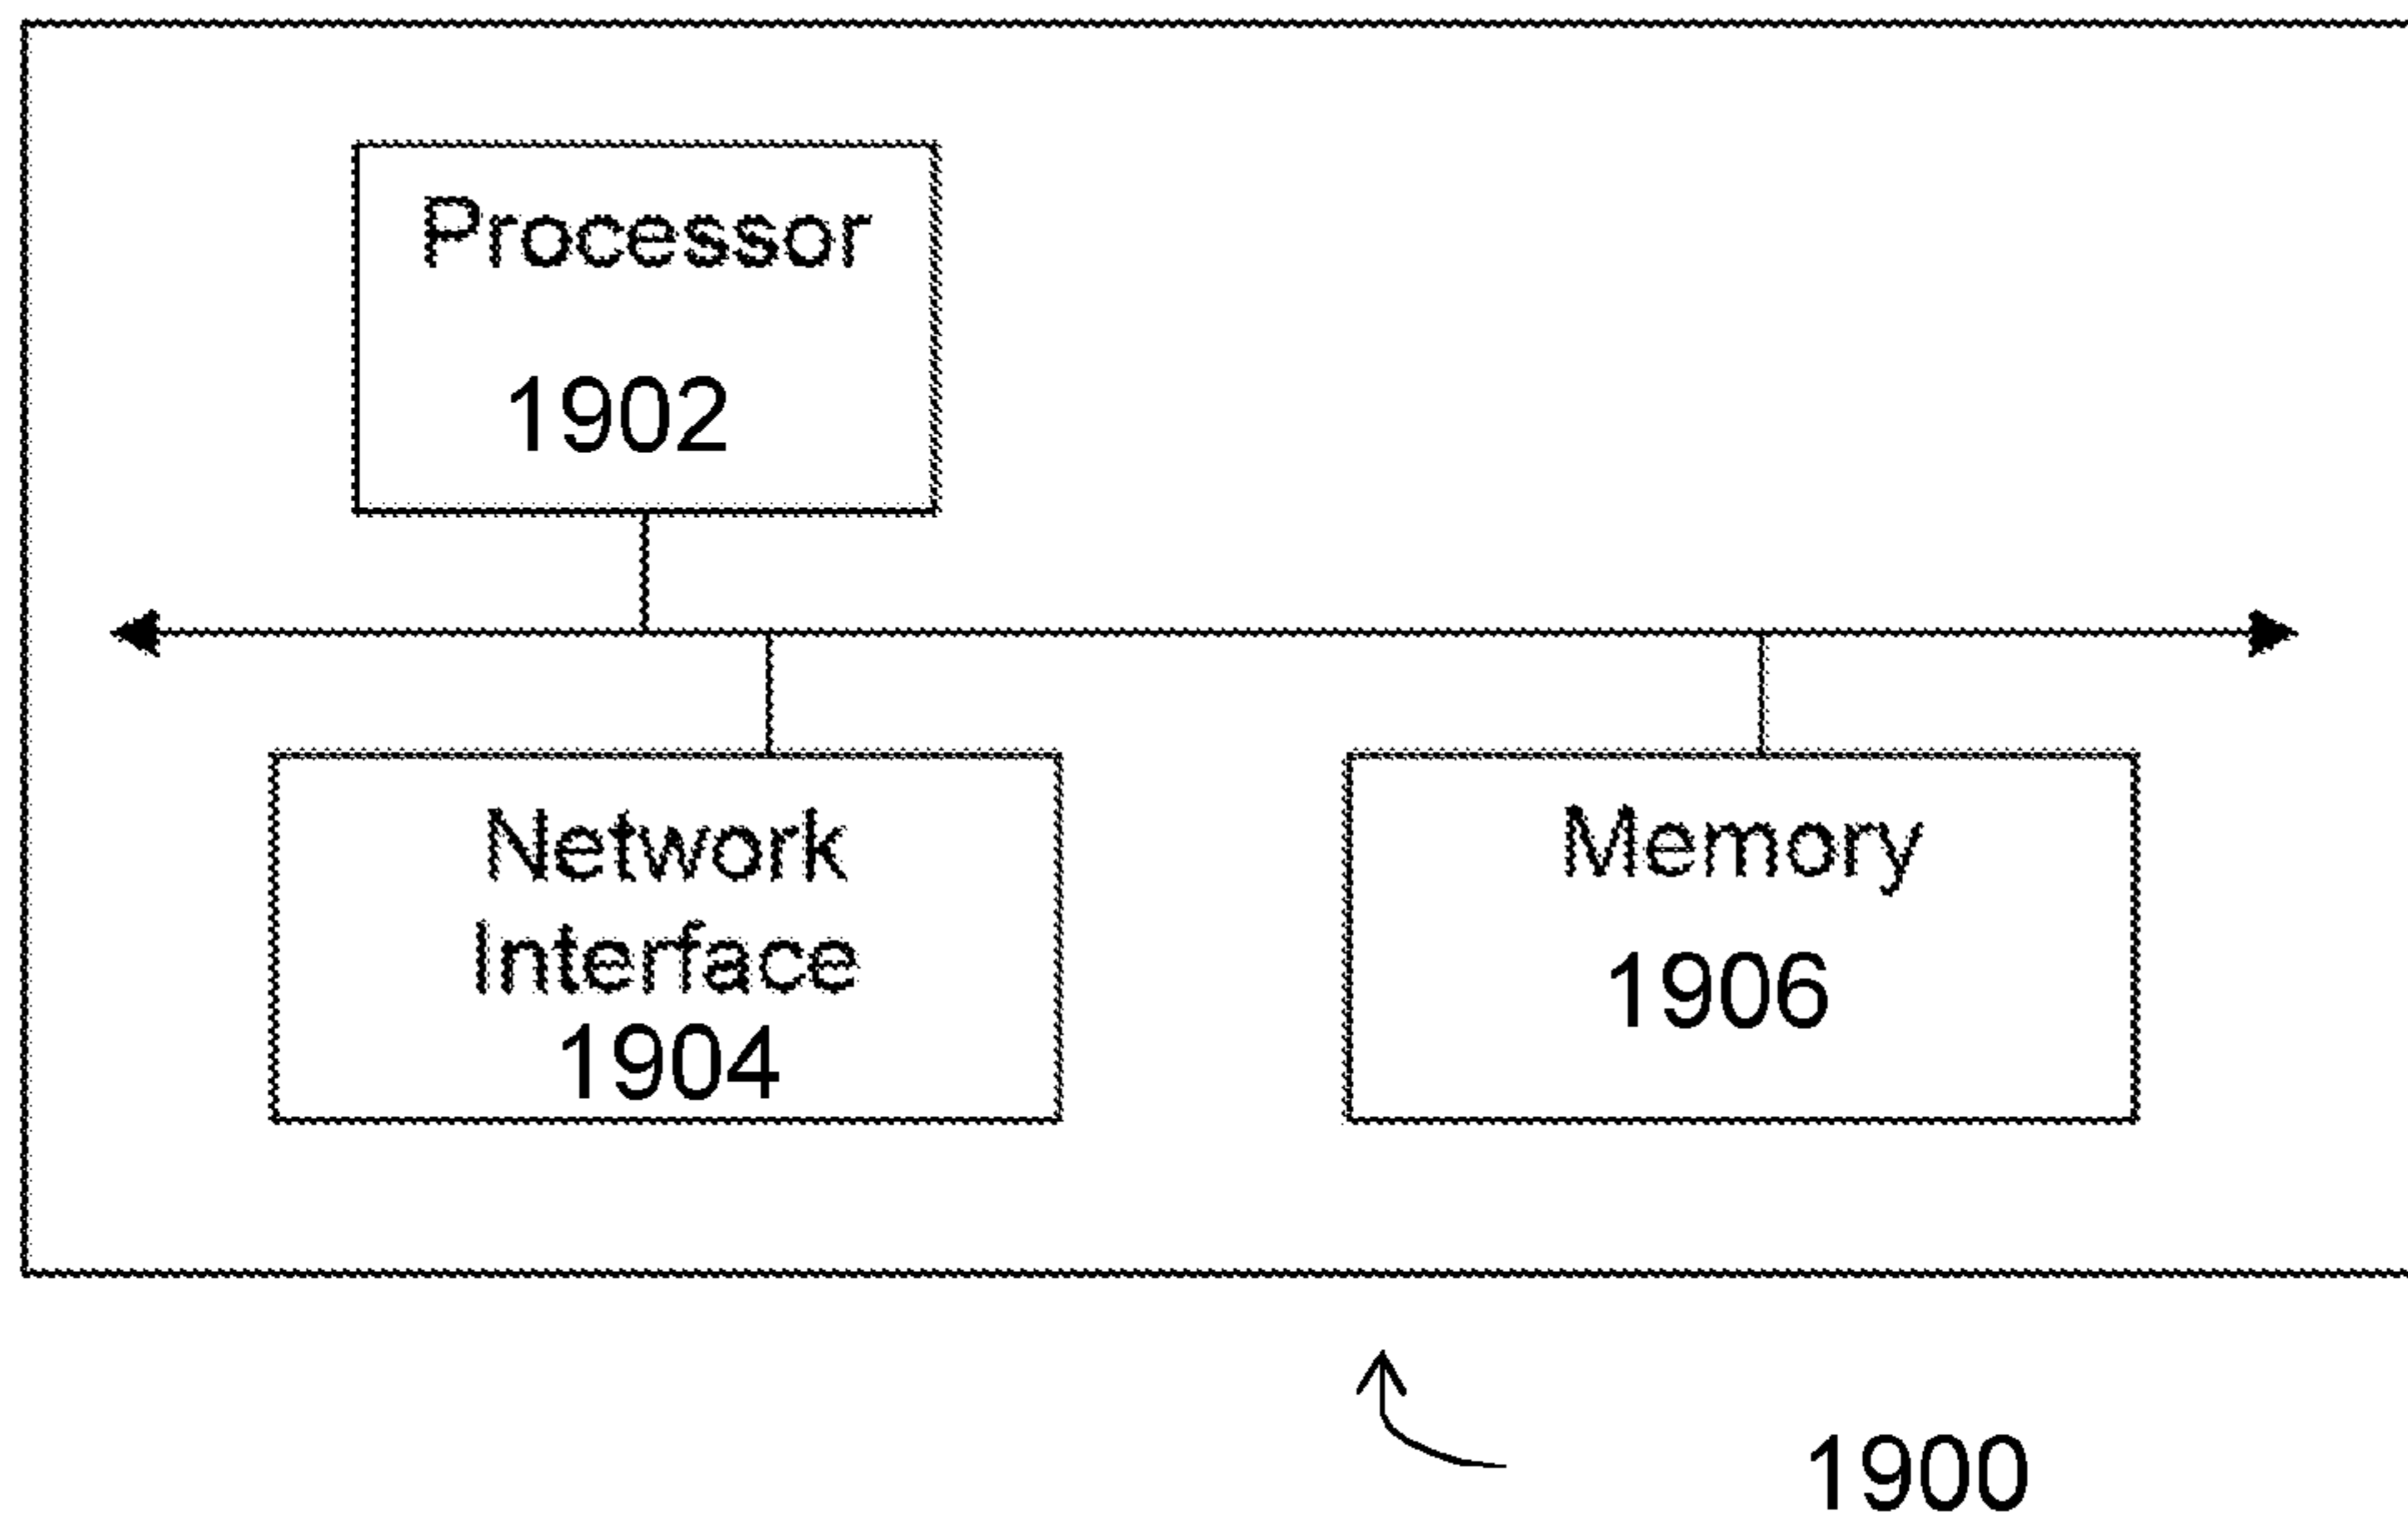 Processor
1902
Network
Interface
1904
Memory
1906
1900